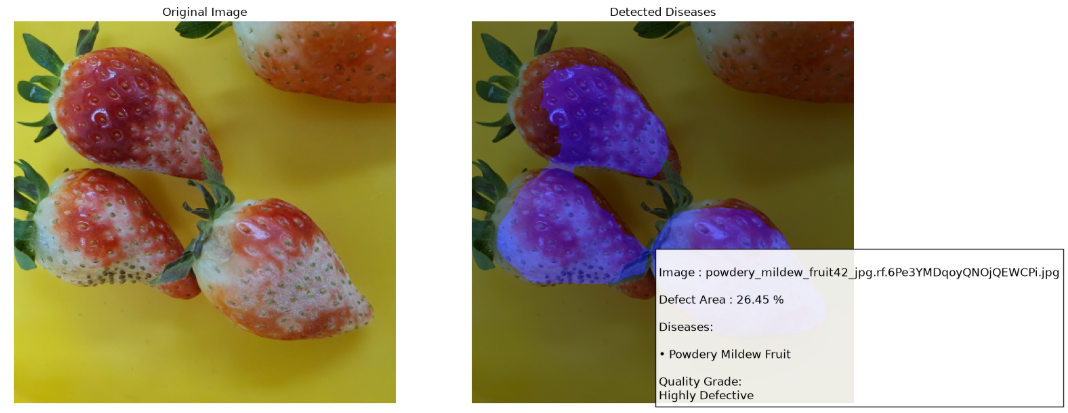 Original Image
Detected Diseases
Image : powdery_mildew_fruit42_jpg.rf.6Pe3YMDqoyQNOjQEWCPi.jpg
Defect Area : 26.45 %
Diseases:
• Powdery Mildew Fruit
Quality Grade:
Highly Defective